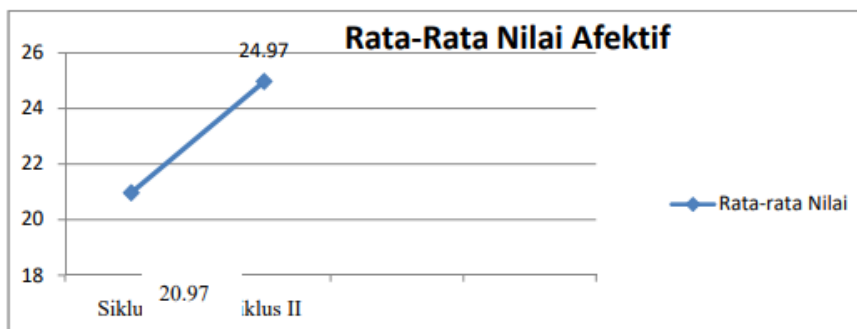 Rata-Rata Nilai Afektif
24.97
26
24
22
20
18
Rata-rata Nilai
20.97
Siklu iklus II